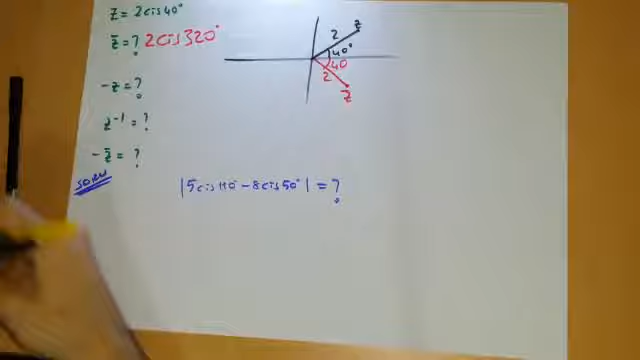 z = 2cis40°
z̄ = ? 2cis320°
-z = ?
z⁻¹ = ?
-z̄ = ?
2
z
40°
40
2
z̄
SORU
|5cis110° - 8cis50°| = ?